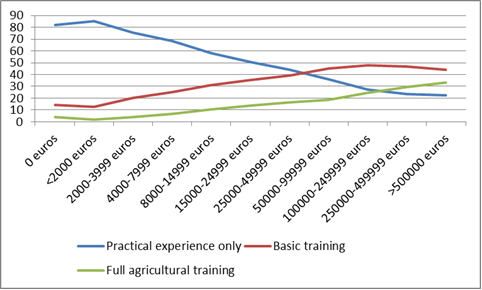 90
80
70
60
50
40
30
20
10
0
0 euros
<2000 euros
2000-3999 euros
4000-7999 euros
8000-14999 euros
15000-24999 euros
25000-49999 euros
50000-99999 euros
100000-249999 euros
250000-499999 euros
>500000 euros
Practical experience only
Basic training
Full agricultural training